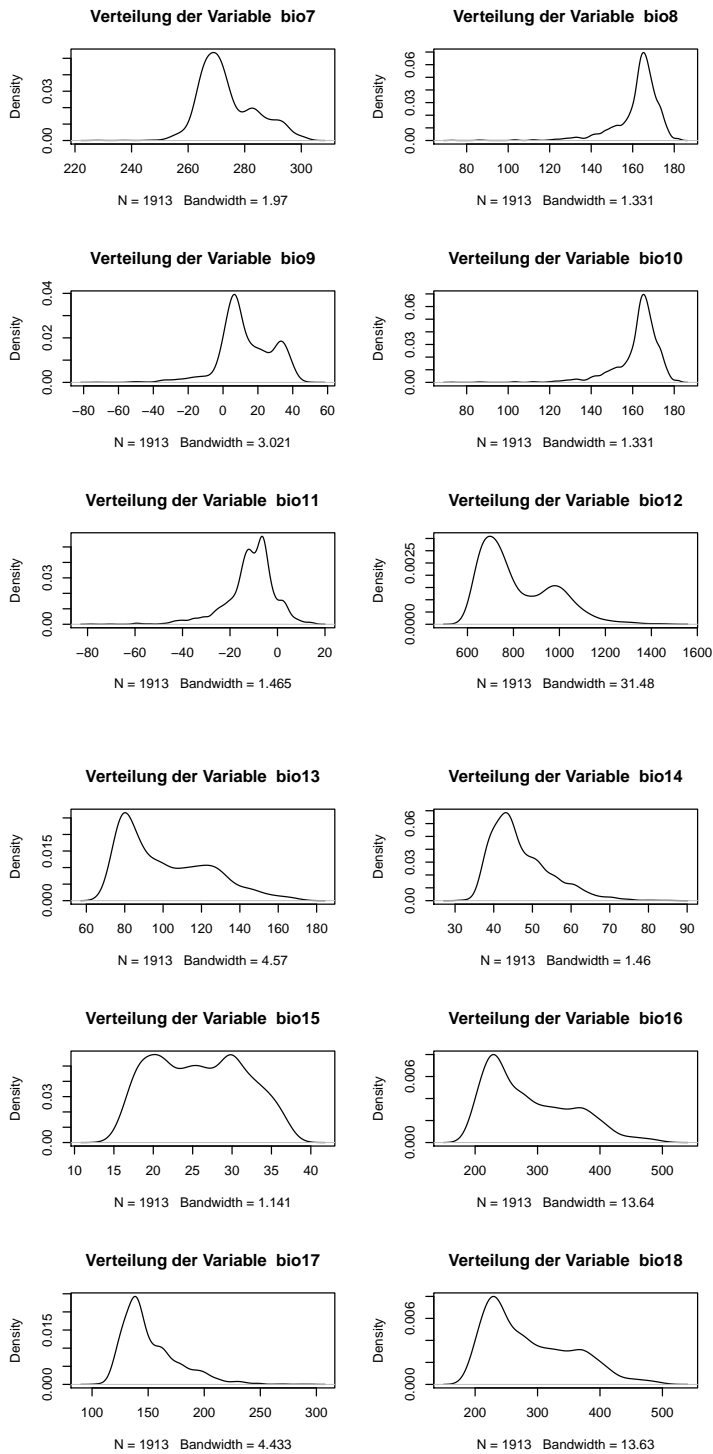 Verteilung der Variable bio7
Density
0.00 0.03
220 240 260 280 300
N = 1913 Bandwidth = 1.97
Verteilung der Variable bio8
Density
0.00 0.03 0.06
80 100 120 140 160 180
N = 1913 Bandwidth = 1.331
Verteilung der Variable bio9
Density
0.00 0.02 0.04
−80 −60 −40 −20 0 20 40 60
N = 1913 Bandwidth = 3.021
Verteilung der Variable bio10
Density
0.00 0.03 0.06
80 100 120 140 160 180
N = 1913 Bandwidth = 1.331
Verteilung der Variable bio11
Density
0.00 0.03
−80 −60 −40 −20 0 20
N = 1913 Bandwidth = 1.465
Verteilung der Variable bio12
Density
0.0000 0.0025
600 800 1000 1200 1400 1600
N = 1913 Bandwidth = 31.48
Verteilung der Variable bio13
Density
0.000 0.015
60 80 100 120 140 160 180
N = 1913 Bandwidth = 4.57
Verteilung der Variable bio14
Density
0.00 0.03 0.06
30 40 50 60 70 80 90
N = 1913 Bandwidth = 1.46
Verteilung der Variable bio15
Density
0.00 0.03
10 15 20 25 30 35 40
N = 1913 Bandwidth = 1.141
Verteilung der Variable bio16
Density
0.000 0.006
200 300 400 500
N = 1913 Bandwidth = 13.64
Verteilung der Variable bio17
Density
0.000 0.015
100 150 200 250 300
N = 1913 Bandwidth = 4.433
Verteilung der Variable bio18
Density
0.000 0.006
200 300 400 500
N = 1913 Bandwidth = 13.63